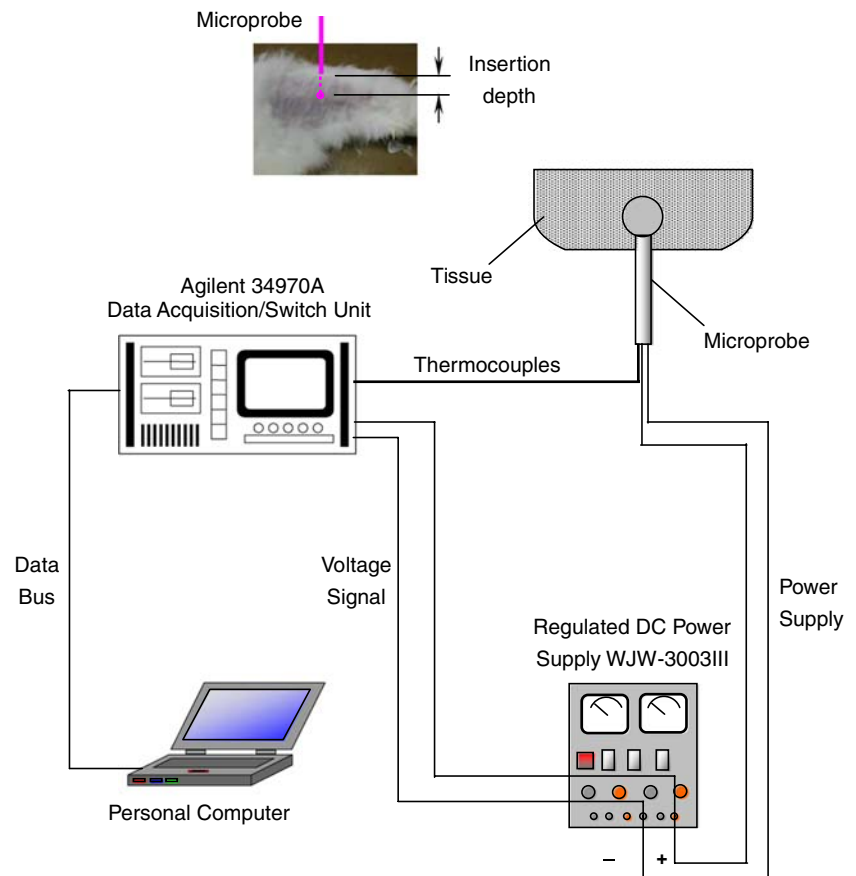 Microprobe
Insertion
depth
Tissue
Microprobe
Agilent 34970A
Data Acquisition/Switch Unit
Thermocouples
Data
Bus
Voltage
Signal
Power
Supply
Regulated DC Power
Supply WJW-3003III
Personal Computer
– +